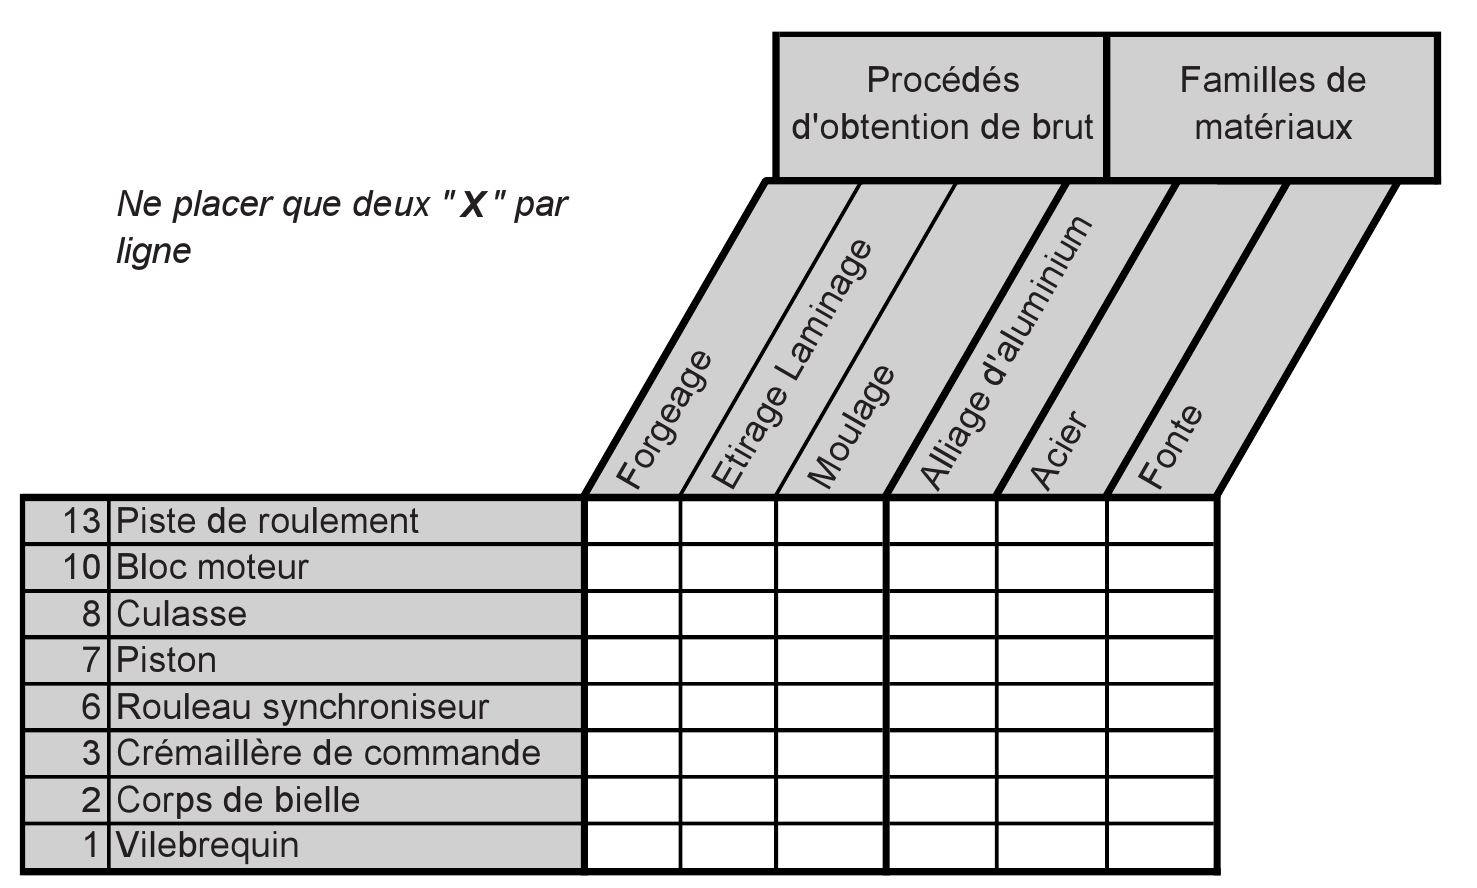 Procédés
d'obtention de brut
Familles de
matériaux
Ne placer que deux "X" par
ligne
Forgeage
Etirage Laminage
Moulage
Alliage d'aluminium
Acier
Fonte
13 Piste de roulement
10 Bloc moteur
8 Culasse
7 Piston
6 Rouleau synchroniseur
3 Crémaillère de commande
2 Corps de bielle
1 Vilebrequin